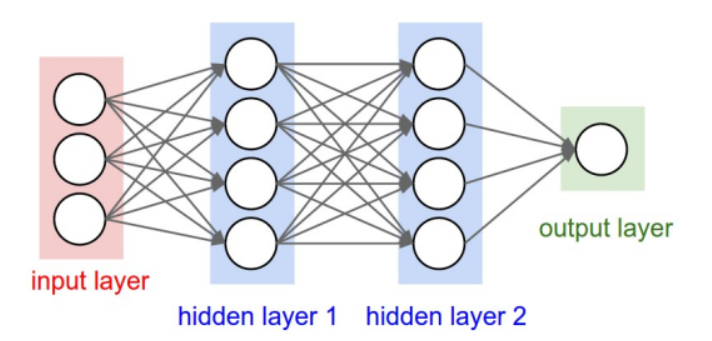 input layer
hidden layer 1
hidden layer 2
output layer